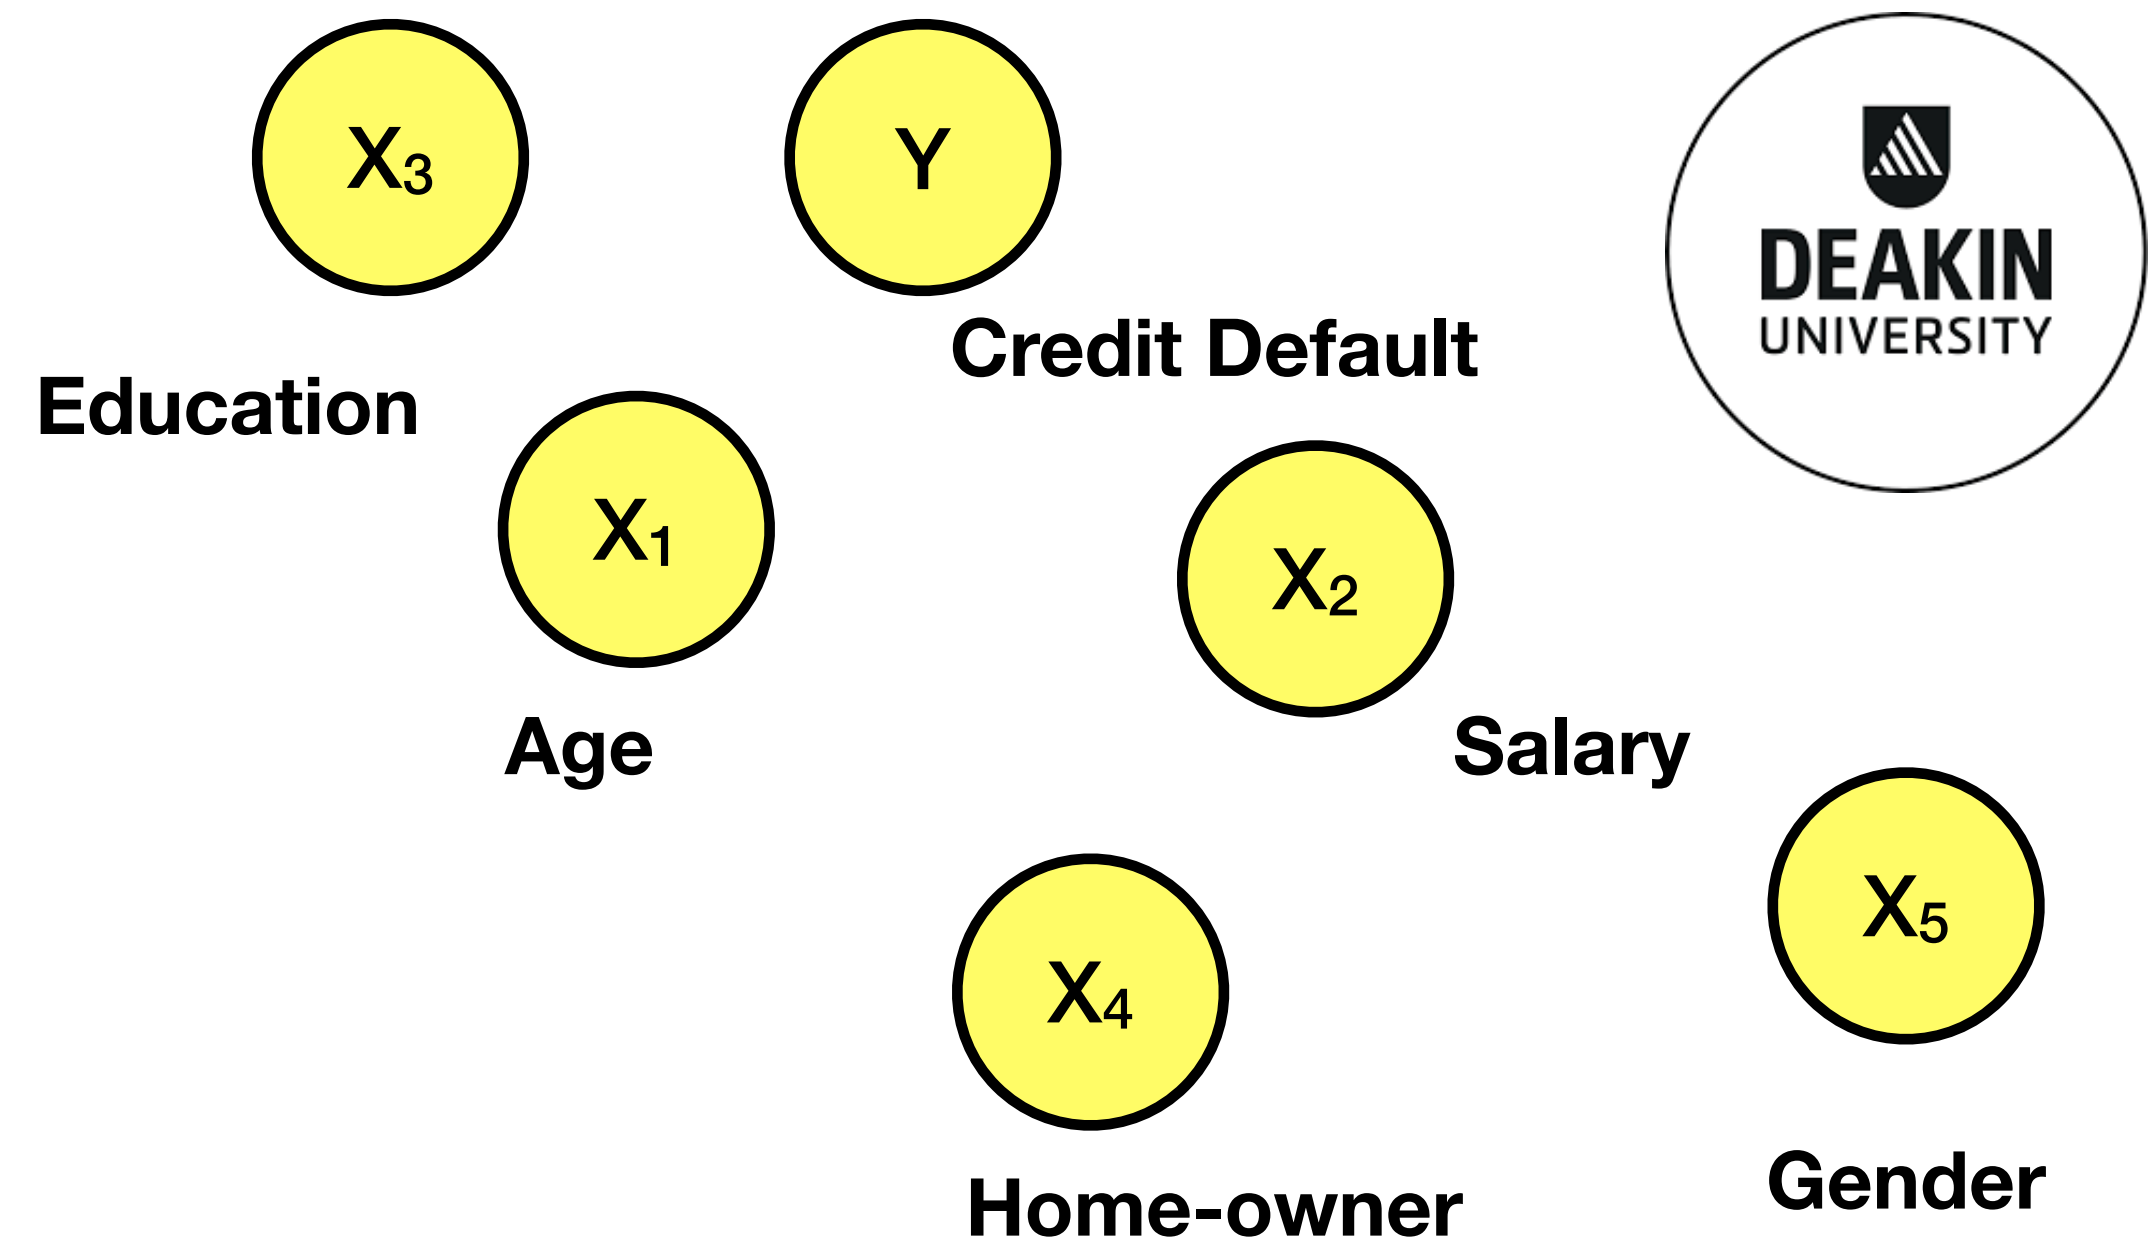 X3
Y
DEAKIN
UNIVERSITY
Credit Default
Education
X1
X2
Age
Salary
X5
X4
Gender
Home-owner